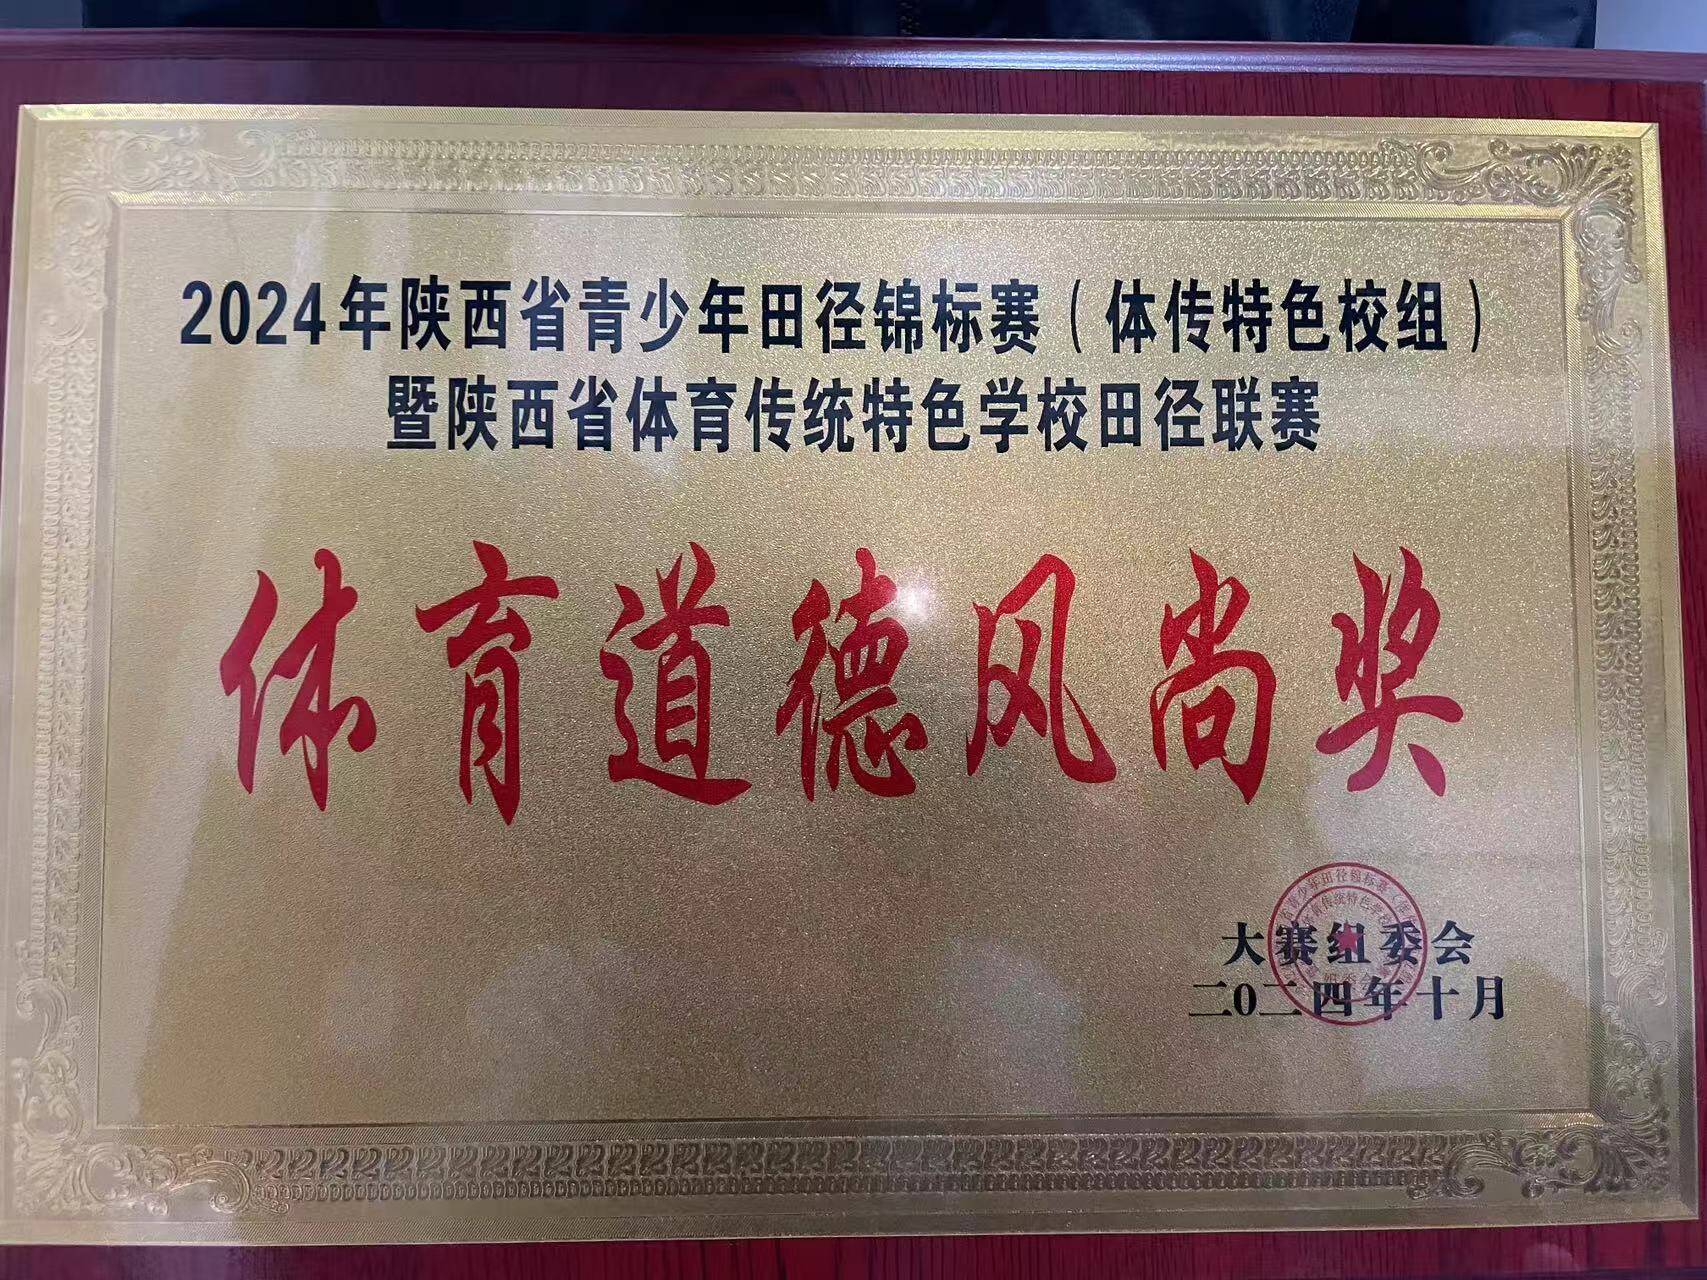 2024年陕西省青少年田径锦标赛（体传特色校组）
暨陕西省体育传统特色学校田径联赛
体育道德风尚奖
大赛组委会
二0二四年十月